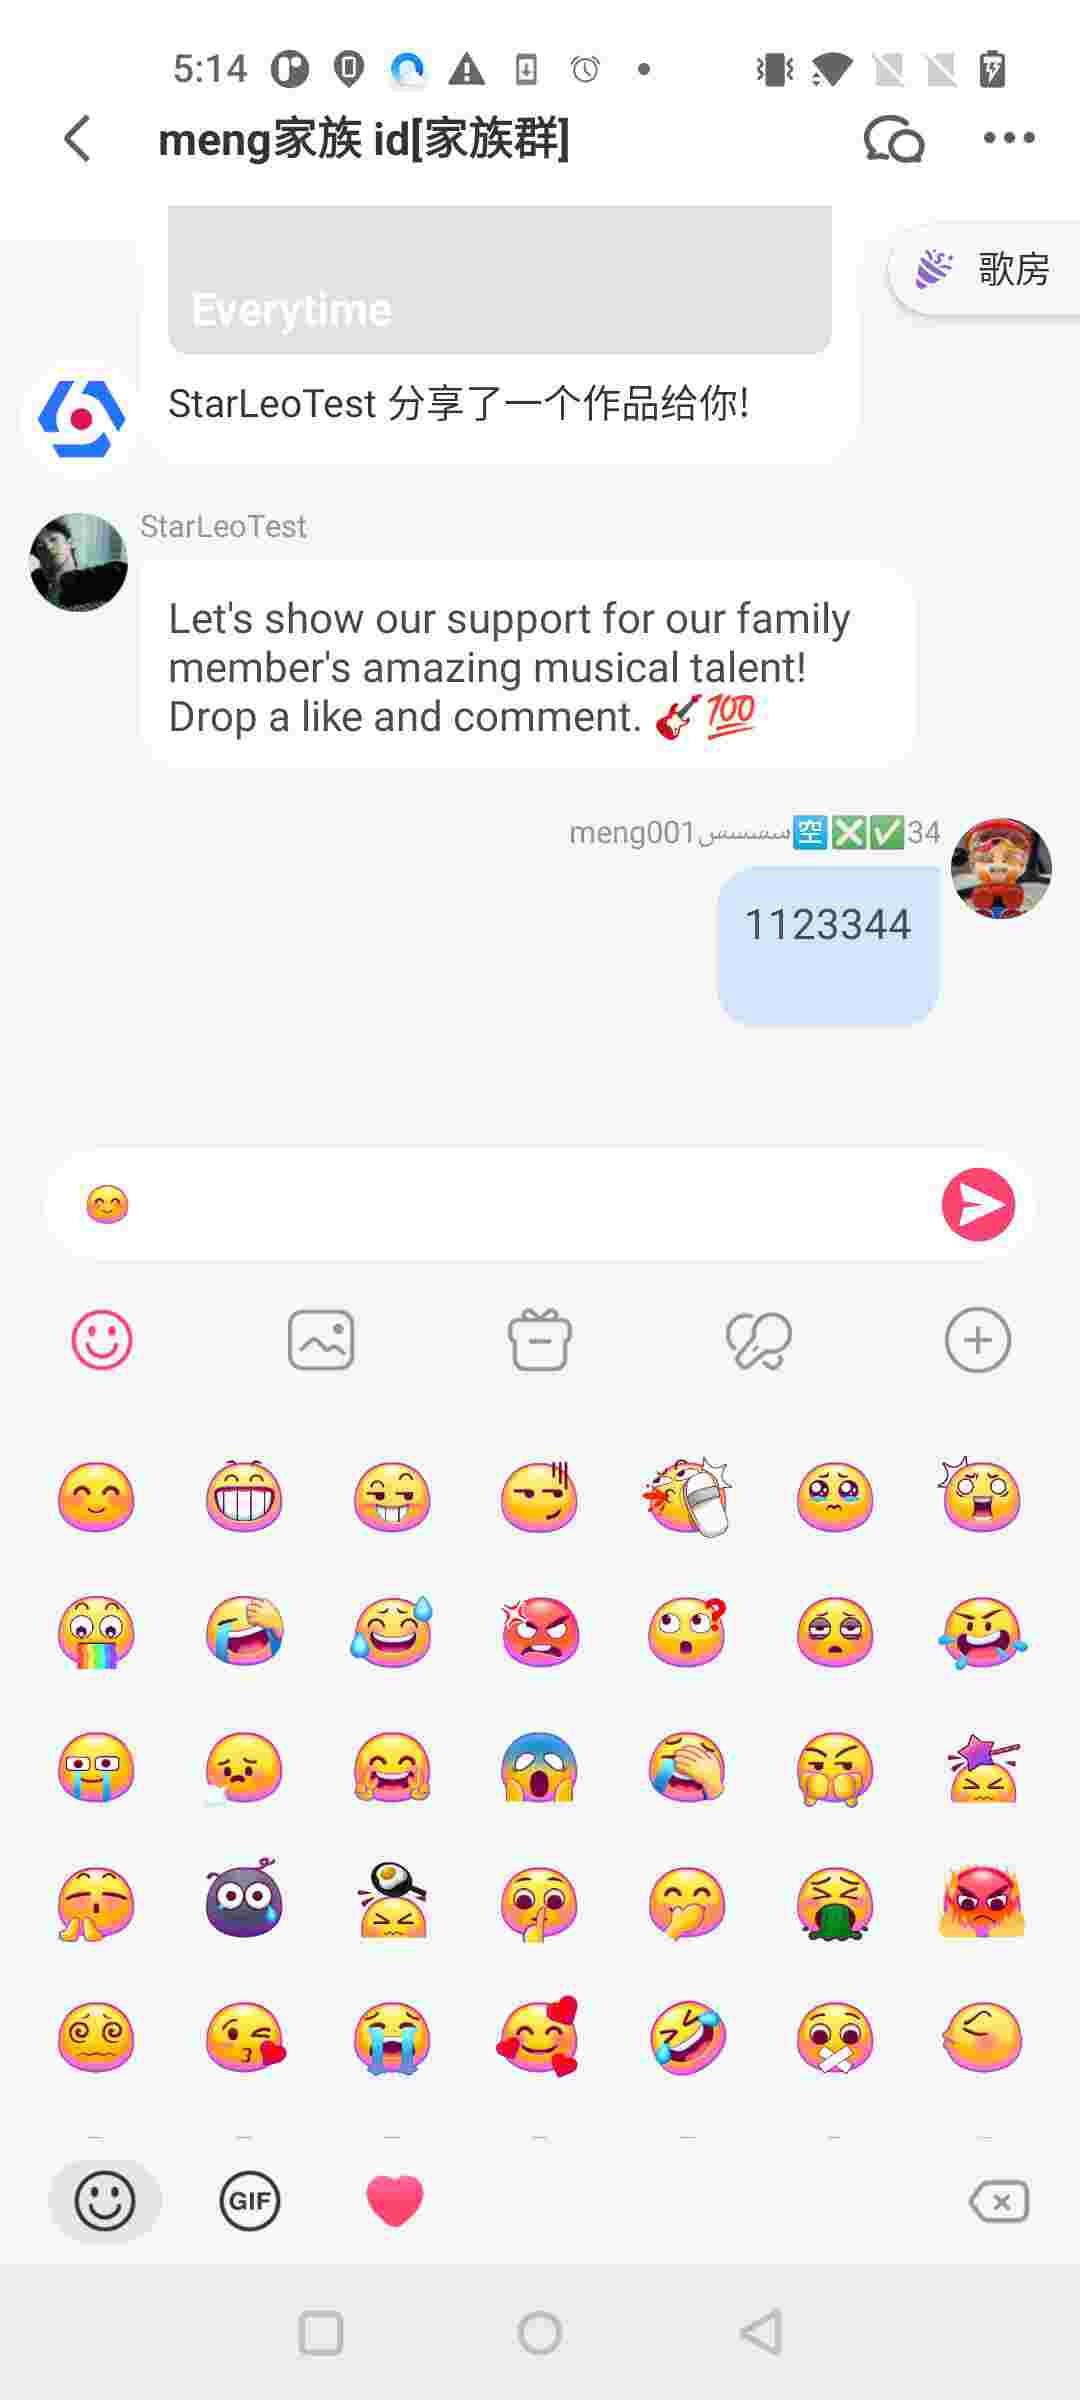 5:14
meng家族 id[家族群]
歌房
Everytime
StarLeoTest 分享了一个作品给你!
StarLeoTest
Let's show our support for our family
member's amazing musical talent!
Drop a like and comment. 🎸💯
meng001سسسس🈳❎✅34
1123344
GIF